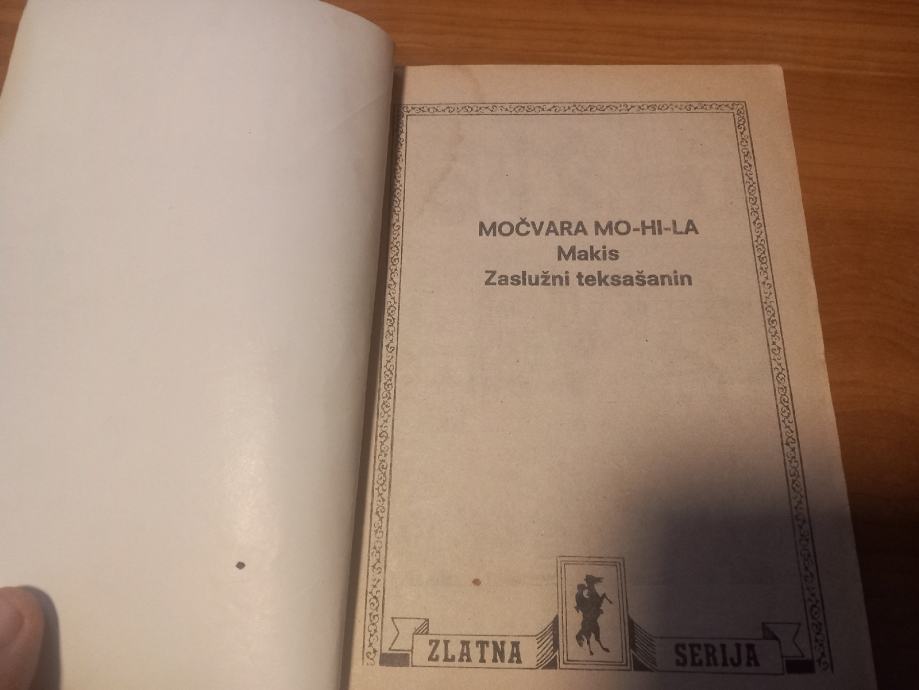 MOČVARA MO-HI-LA
Makis
Zaslužni teksašanin
ZLATNA SERIJA